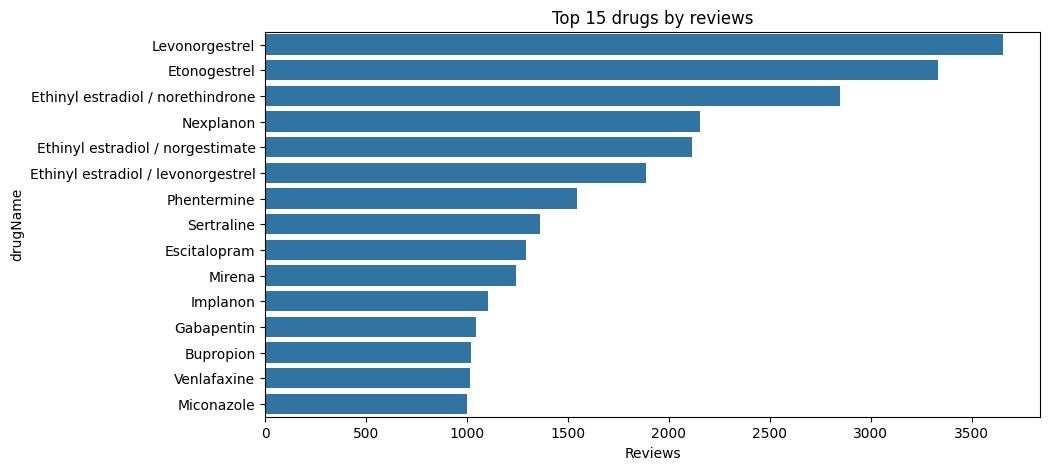 Top 15 drugs by reviews
drugName
Levonorgestrel
Etonogestrel
Ethinyl estradiol / norethindrone
Nexplanon
Ethinyl estradiol / norgestimate
Ethinyl estradiol / levonorgestrel
Phentermine
Sertraline
Escitalopram
Mirena
Implanon
Gabapentin
Bupropion
Venlafaxine
Miconazole
0 500 1000 1500 2000 2500 3000 3500
Reviews